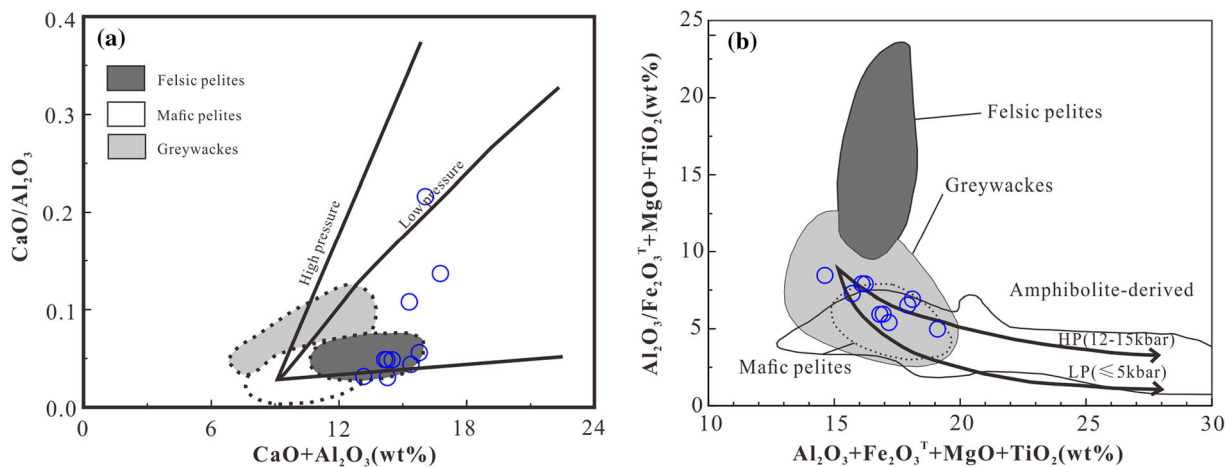 (a)
CaO/Al₂O₃
0.4
0.3
0.2
0.1
0.0
Felsic pelites
Mafic pelites
Greywackes
High pressure
Low pressure
0
6
12
18
24
CaO+Al₂O₃(wt%)
(b)
Al₂O₃/Fe₂O₃ᵀ+MgO+TiO₂(wt%)
25
20
15
10
5
0
Felsic pelites
Greywackes
Amphibolite-derived
HP(12-15kbar)
LP(≤5kbar)
Mafic pelites
10
15
20
25
30
Al₂O₃+Fe₂O₃ᵀ+MgO+TiO₂(wt%)